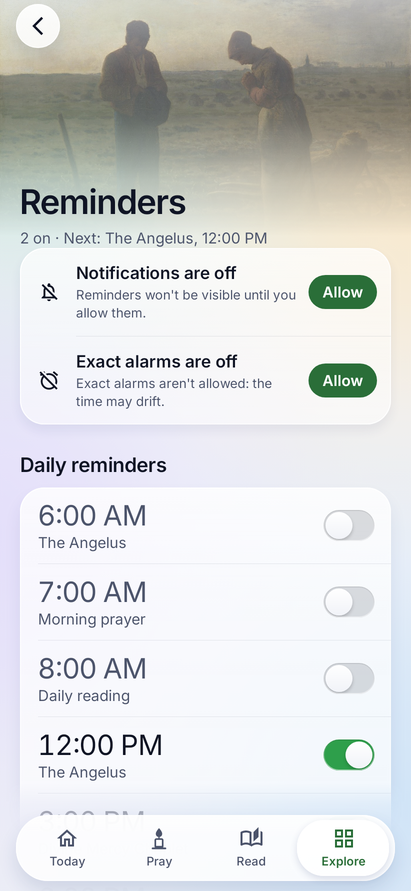 Reminders
2 on · Next: The Angelus, 12:00 PM
Notifications are off
Reminders won't be visible until you
allow them.
Allow
Exact alarms are off
Exact alarms aren't allowed: the
time may drift.
Allow
Daily reminders
6:00 AM
The Angelus
7:00 AM
Morning prayer
8:00 AM
Daily reading
12:00 PM
The Angelus
Today
Pray
Read
Explore